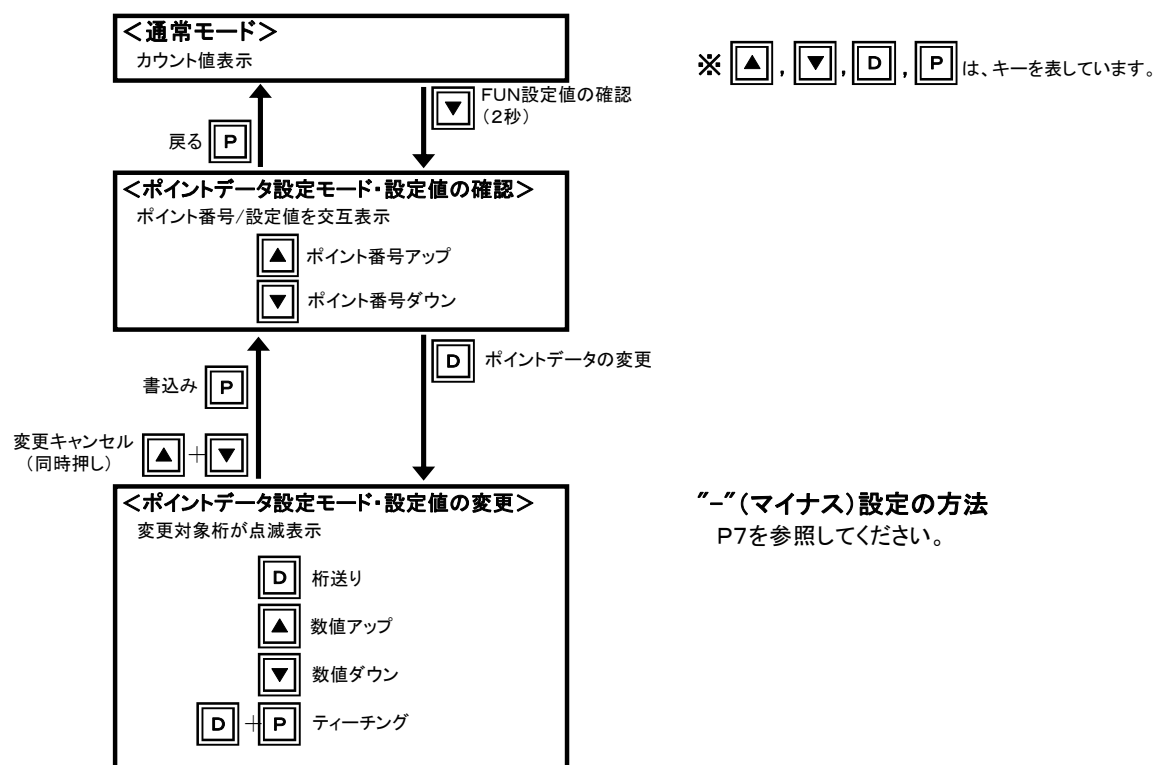 ＜通常モード＞
カウント値表示
※ ▲ , ▼ , D , P は、キーを表しています。
▼ FUN設定値の確認
（2秒）
戻る P
＜ポイントデータ設定モード・設定値の確認＞
ポイント番号/設定値を交互表示
▲ ポイント番号アップ
▼ ポイント番号ダウン
D ポイントデータの変更
書込み P
変更キャンセル
（同時押し） ▲+▼
＜ポイントデータ設定モード・設定値の変更＞
変更対象桁が点滅表示
"−"（マイナス）設定の方法
P7を参照してください。
D 桁送り
▲ 数値アップ
▼ 数値ダウン
D+P ティーチング